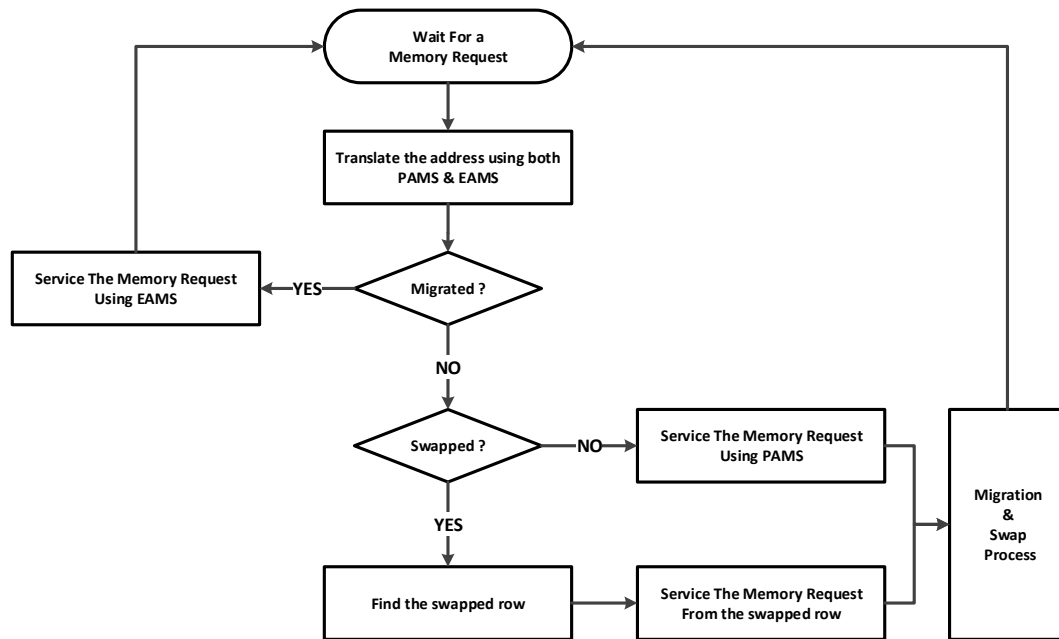 Wait For a
Memory Request
Translate the address using both
PAMS & EAMS
Service The Memory Request
Using EAMS
YES
Migrated ?
NO
Swapped ?
NO
Service The Memory Request
Using PAMS
YES
Migration
&
Swap
Process
Find the swapped row
Service The Memory Request
From the swapped row